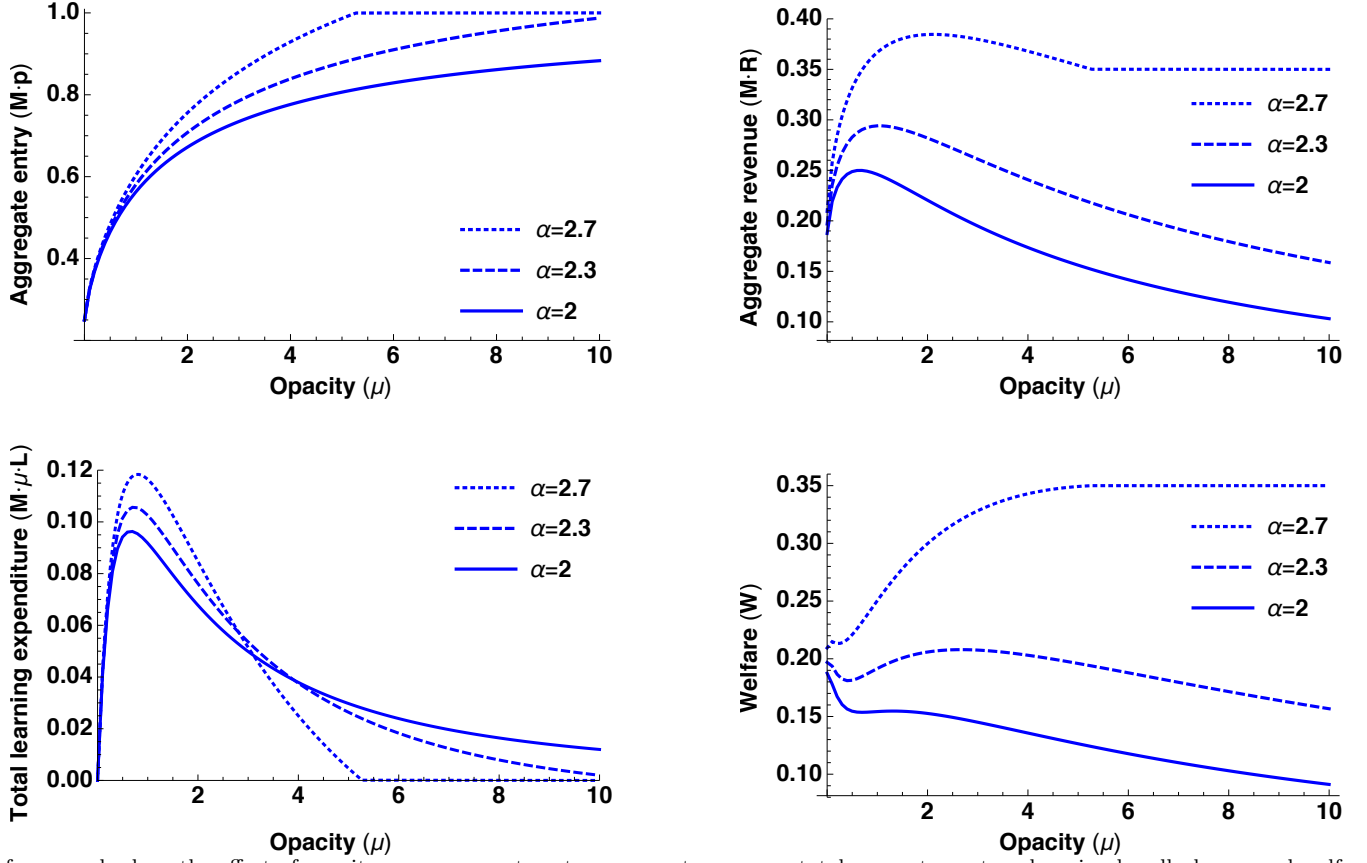 1.0
0.8
0.6
0.4
Aggregate entry (M·p)
α=2.7
α=2.3
α=2
2 4 6 8 10
Opacity (μ)
0.40
0.35
0.30
0.25
0.20
0.15
0.10
Aggregate revenue (M·R)
α=2.7
α=2.3
α=2
2 4 6 8 10
Opacity (μ)
0.12
0.10
0.08
0.06
0.04
0.02
0.00
Total learning expenditure (M·μ·L)
α=2.7
α=2.3
α=2
2 4 6 8 10
Opacity (μ)
0.35
0.30
0.25
0.20
0.15
0.10
Welfare (W)
α=2.7
α=2.3
α=2
2 4 6 8 10
Opacity (μ)